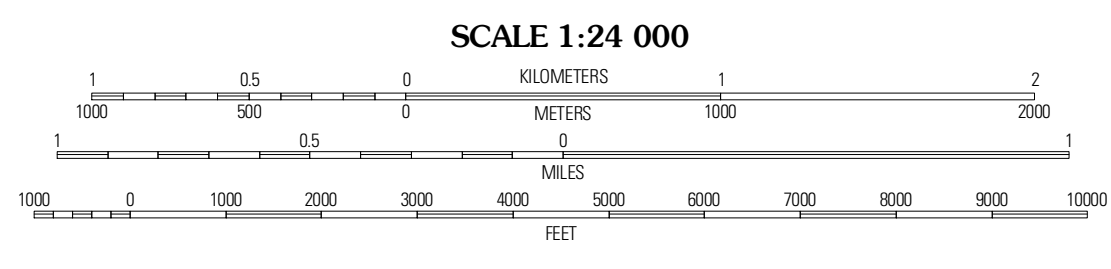 SCALE 1:24 000
1 0.5 0 KILOMETERS 1 2
1000 500 0 METERS 1000 2000
1 0.5 0 1
MILES
1000 0 1000 2000 3000 4000 5000 6000 7000 8000 9000 10000
FEET